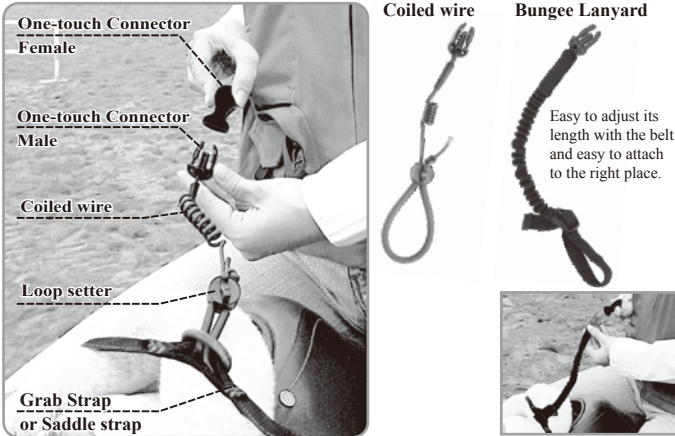 One-touch Connector
Female
One-touch Connector
Male
Coiled wire
Loop setter
Grab Strap
or Saddle strap
Coiled wire
Bungee Lanyard
Easy to adjust its
length with the belt
and easy to attach
to the right place.